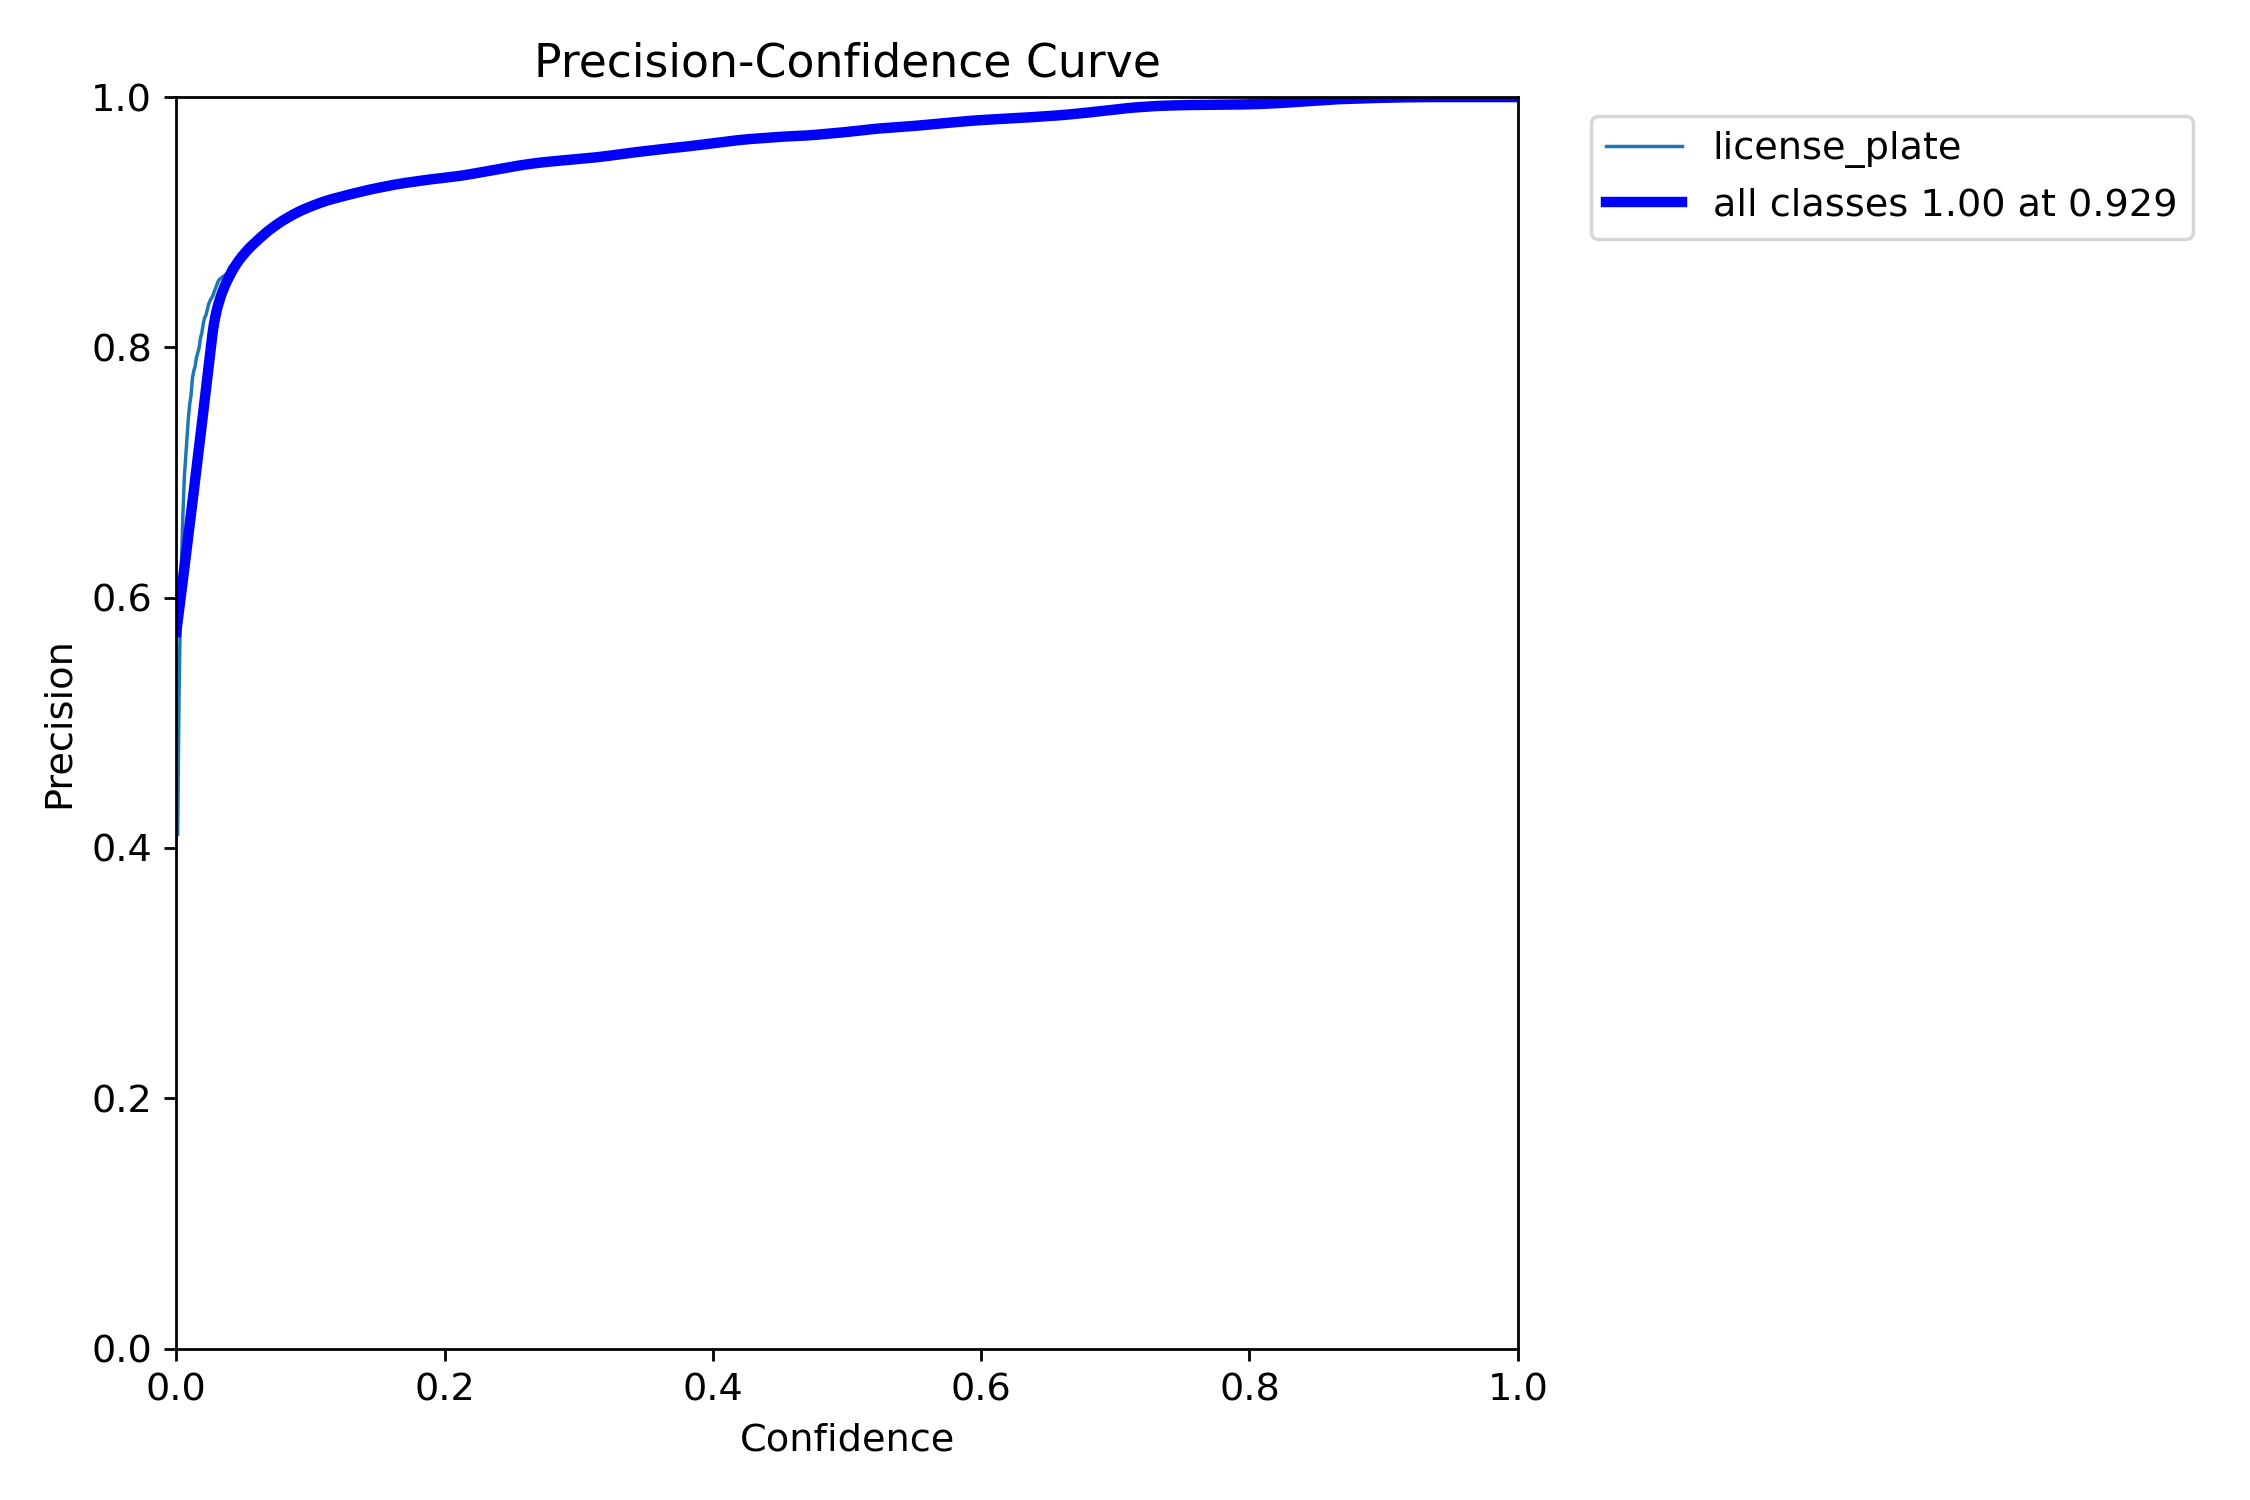 Precision-Confidence Curve
1.0
0.8
0.6
0.4
0.2
0.0
Precision
0.0 0.2 0.4 0.6 0.8 1.0
Confidence
license_plate
all classes 1.00 at 0.929